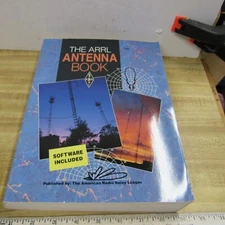 THE ARRL
ANTENNA
BOOK
SOFTWARE
INCLUDED
Published by: The American Radio Relay League